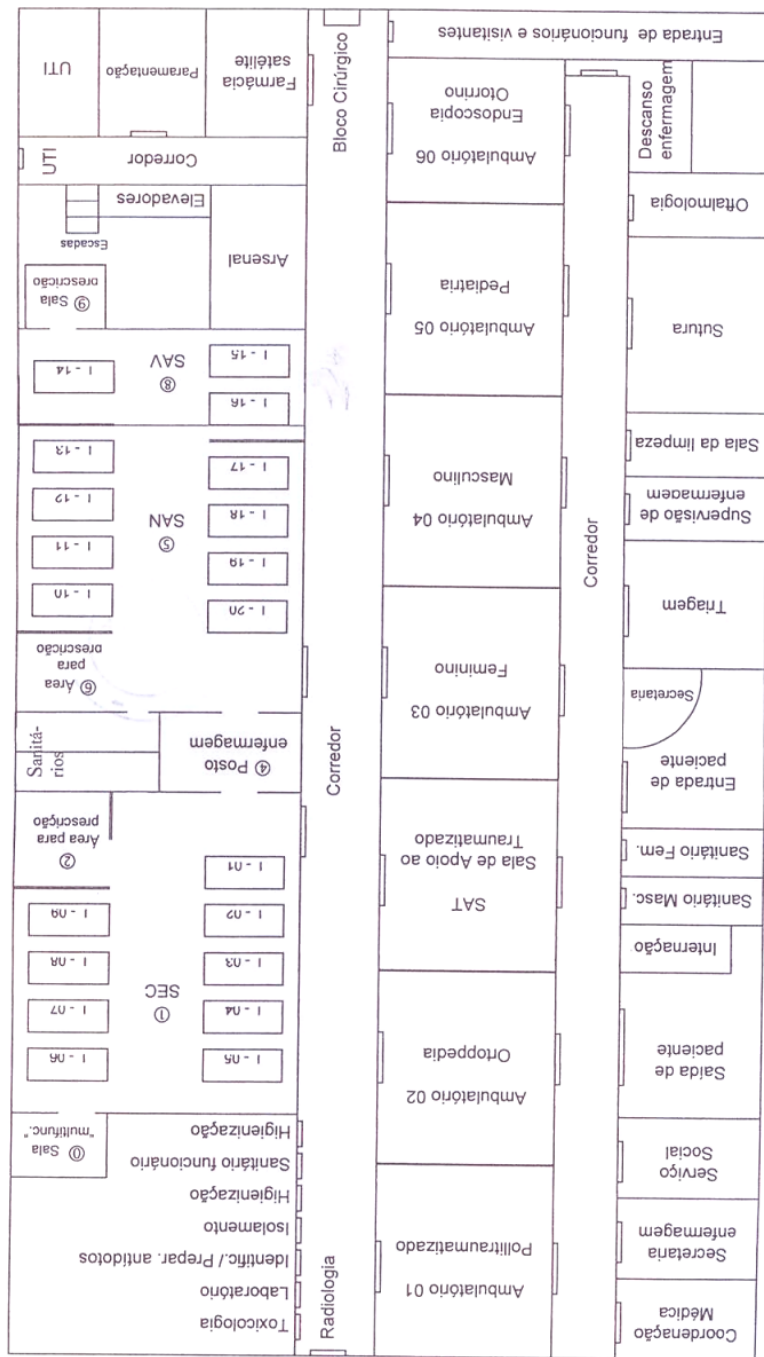 Coordenação
Médica
Secretaria
enfermagem
Serviço
Social
Saída de
paciente
Internação
Sanitário Masc.
Sanitário Fem.
Entrada de
paciente
Secretaria
Triagem
Supervisão de
enfermagem
Sala da limpeza
Sutura
Oftalmologia
Descanso
enfermagem
Corredor
Ambulatório 01
Pollitraumatizado
Ambulatório 02
Ortoppedia
SAT
Sala de Apoio ao
Traumatizado
Ambulatório 03
Feminino
Ambulatório 04
Masculino
Ambulatório 05
Pediatria
Ambulatório 06
Endoscopia
Otorrino
Entrada de funcionários e visitantes
Radiologia
Corredor
Bloco Cirúrgico
Toxicologia
Laboratório
Identific./ Prepar. antídotos
Isolamento
Higienização
Sanitário funcionário
Higienização
⓪ Sala
"multifunc."
① 
SEC
I - 05
I - 04
I - 03
I - 02
I - 01
I - 06
I - 07
I - 08
I - 09
②
Área para
prescrição
④ Posto
enfermagem
Sanitá-
rios
⑥ Área
para
prescrição
⑤
SAN
I - 20
I - 19
I - 18
I - 17
I - 10
I - 11
I - 12
I - 13
⑧
SAV
I - 16
I - 15
I - 14
⑨ Sala
prescrição
Arsenal
Escadas
Elevadores
Corredor
UTI
Farmácia
satélite
Paramentação
UTI